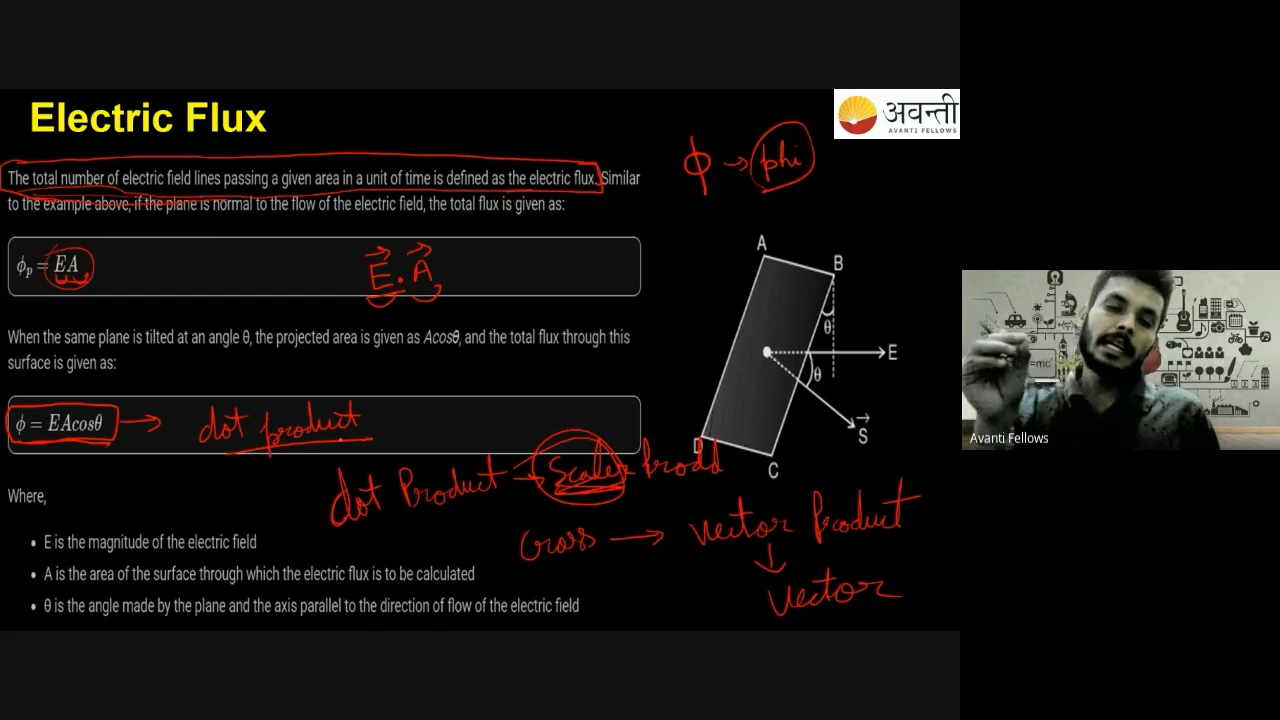 Electric Flux
अवन्ती
AVANTI FELLOWS
ϕ → phi
The total number of electric field lines passing a given area in a unit of time is defined as the electric flux. Similar
to the example above, if the plane is normal to the flow of the electric field, the total flux is given as:
ϕp = EA
E⃗ . A⃗
When the same plane is tilted at an angle θ, the projected area is given as Acosθ, and the total flux through this
surface is given as:
ϕ = EAcosθ → dot product
A
B
θ
E
θ
S⃗
D
C
dot Product → Scaler
Cross → Vector Product
↓
Vector
Where,
• E is the magnitude of the electric field
• A is the area of the surface through which the electric flux is to be calculated
• θ is the angle made by the plane and the axis parallel to the direction of flow of the electric field
Avanti Fellows